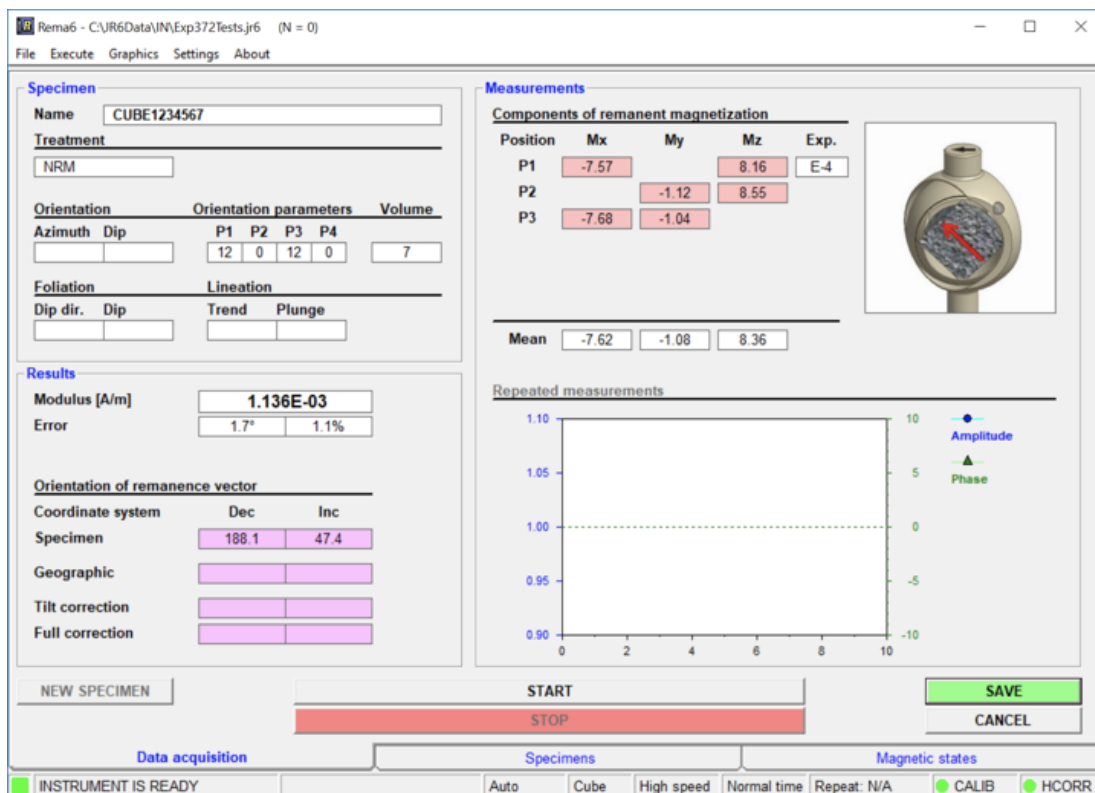 Rema6 - C:\JR6Data\IN\Exp372Tests.jr6 (N = 0)
File Execute Graphics Settings About
Specimen
Name CUBE1234567
Treatment
NRM
Orientation Orientation parameters Volume
Azimuth Dip P1 P2 P3 P4
12 0 12 0 7
Foliation Lineation
Dip dir. Dip Trend Plunge
Results
Modulus [A/m] 1.136E-03
Error 1.7° 1.1%
Orientation of remanence vector
Coordinate system Dec Inc
Specimen 188.1 47.4
Geographic
Tilt correction
Full correction
Measurements
Components of remanent magnetization
Position Mx My Mz Exp.
P1 -7.57 8.16 E-4
P2 -1.12 8.55
P3 -7.68 -1.04
Mean -7.62 -1.08 8.36
Repeated measurements
1.10 10
Amplitude
1.05 5
Phase
1.00 0
0.95 -5
0.90 -10
0 2 4 6 8 10
NEW SPECIMEN START SAVE
STOP CANCEL
Data acquisition Specimens Magnetic states
INSTRUMENT IS READY Auto Cube High speed Normal time Repeat: N/A CALIB HCORR